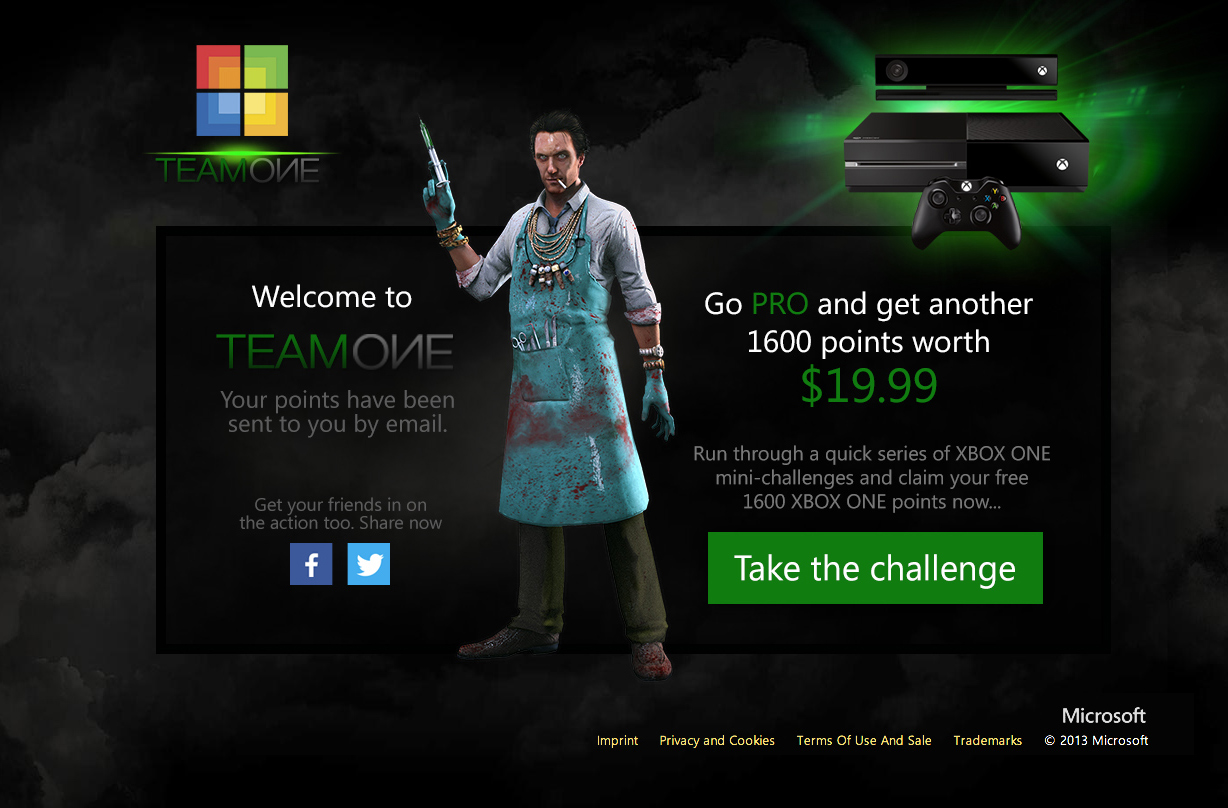 TEAMONE
Welcome to
TEAMONE
Your points have been
sent to you by email.
Get your friends in on
the action too. Share now
Go PRO and get another
1600 points worth
$19.99
Run through a quick series of XBOX ONE
mini-challenges and claim your free
1600 XBOX ONE points now...
Take the challenge
Microsoft
Imprint Privacy and Cookies Terms Of Use And Sale Trademarks © 2013 Microsoft